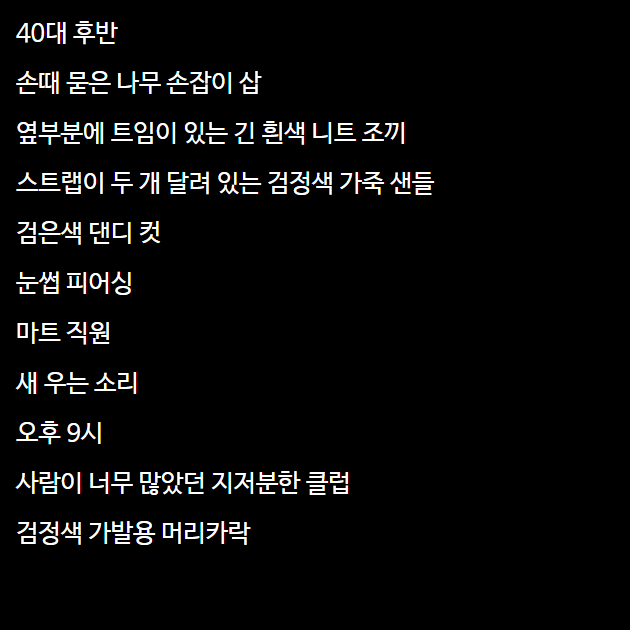 40대 후반
손때 묻은 나무 손잡이 삽
옆부분에 트임이 있는 긴 흰색 니트 조끼
스트랩이 두 개 달려 있는 검정색 가죽 샌들
검은색 댄디 컷
눈썹 피어싱
마트 직원
새 우는 소리
오후 9시
사람이 너무 많았던 지저분한 클럽
검정색 가발용 머리카락